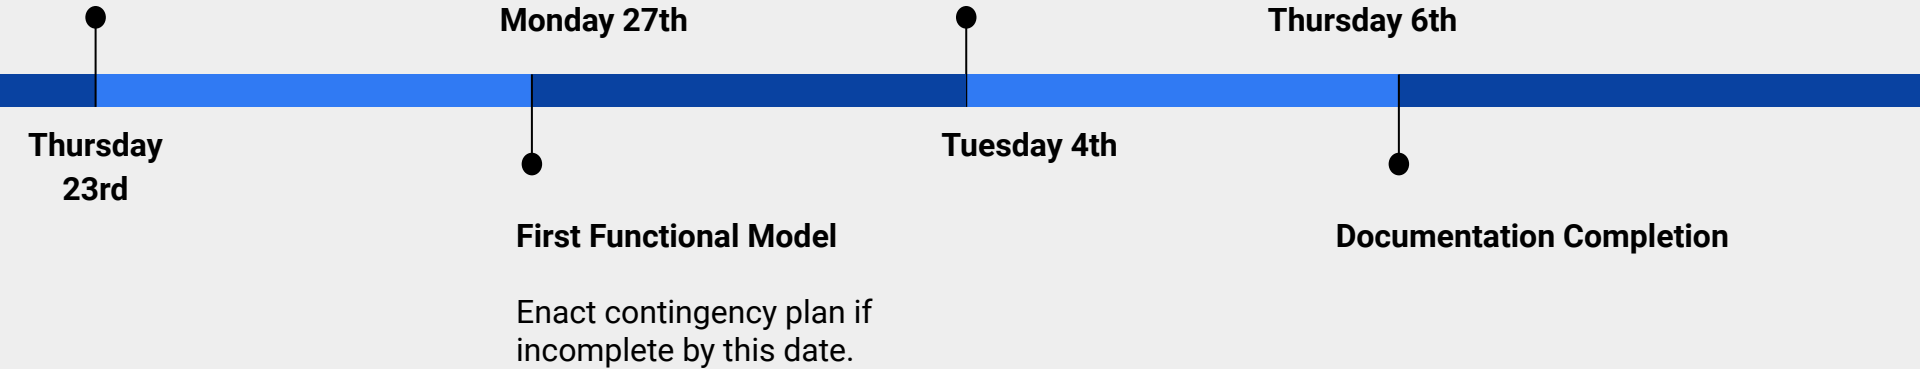 Monday 27th
Thursday 6th
Thursday
23rd
Tuesday 4th
First Functional Model
Enact contingency plan if
incomplete by this date.
Documentation Completion